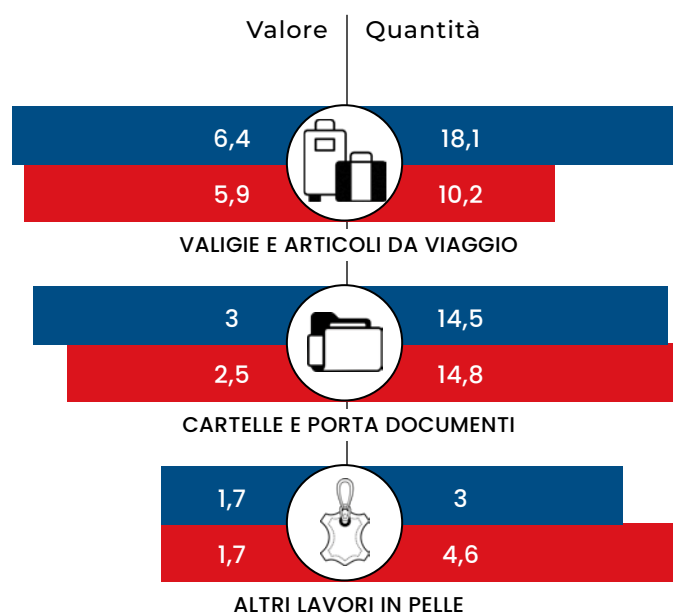 Valore Quantità
6,4 18,1
5,9 10,2
VALIGIE E ARTICOLI DA VIAGGIO
3 14,5
2,5 14,8
CARTELLE E PORTA DOCUMENTI
1,7 3
1,7 4,6
ALTRI LAVORI IN PELLE